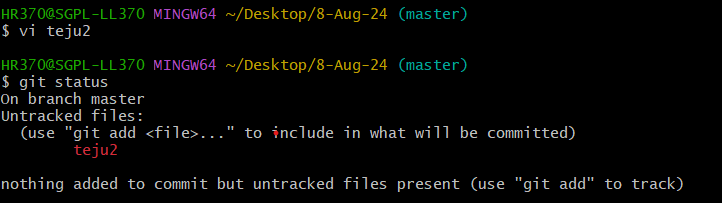 HR370@SGPL-LL370 MINGW64 ~/Desktop/8-Aug-24 (master)
$ vi teju2
HR370@SGPL-LL370 MINGW64 ~/Desktop/8-Aug-24 (master)
$ git status
On branch master
Untracked files:
  (use "git add <file>..." to include in what will be committed)
        teju2
nothing added to commit but untracked files present (use "git add" to track)